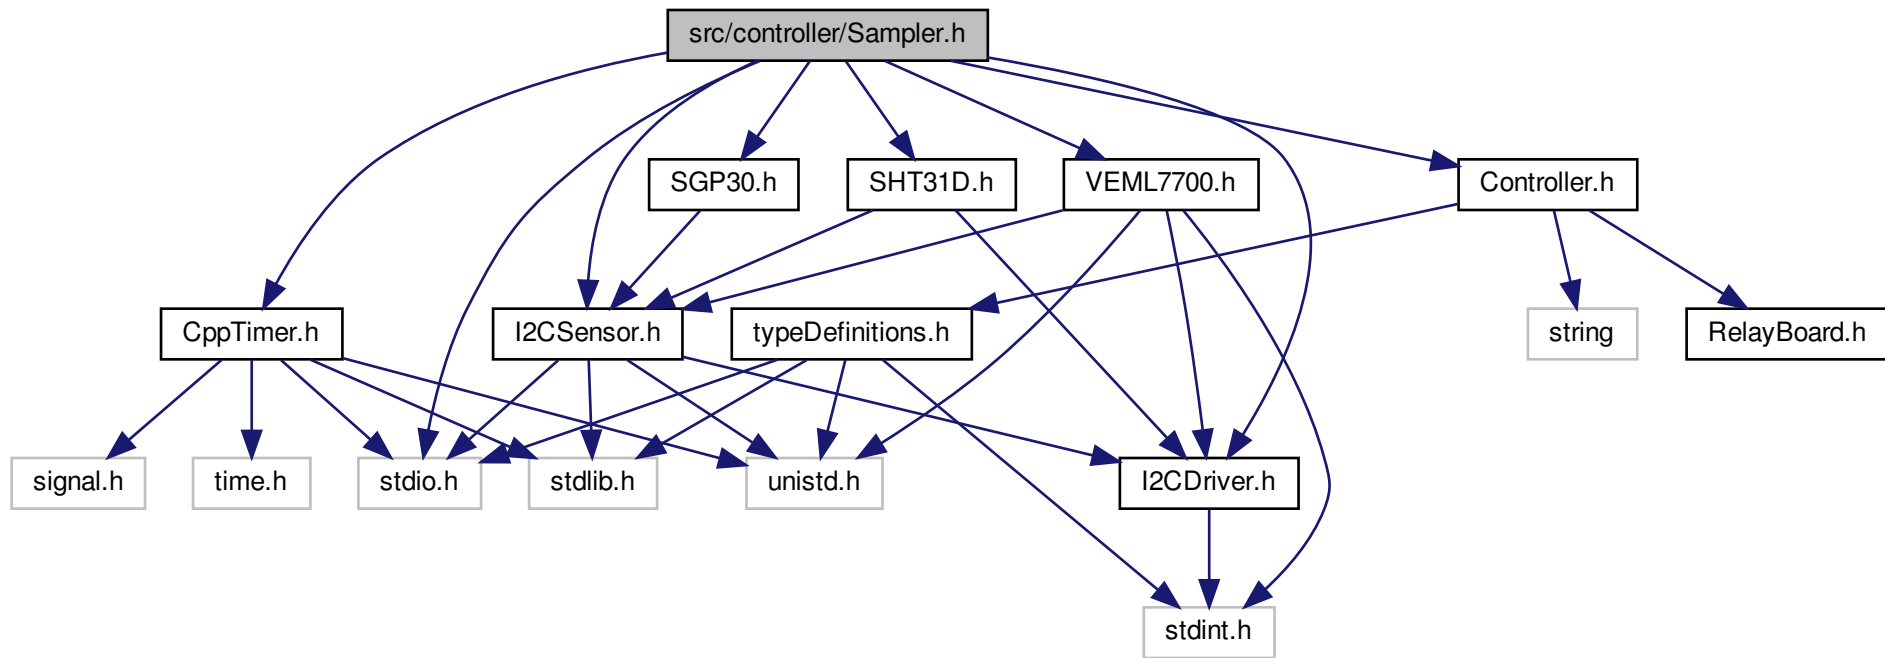 src/controller/Sampler.h
SGP30.h
SHT31D.h
VEML7700.h
Controller.h
CppTimer.h
I2CSensor.h
typeDefinitions.h
string
RelayBoard.h
signal.h
time.h
stdio.h
stdlib.h
unistd.h
I2CDriver.h
stdint.h